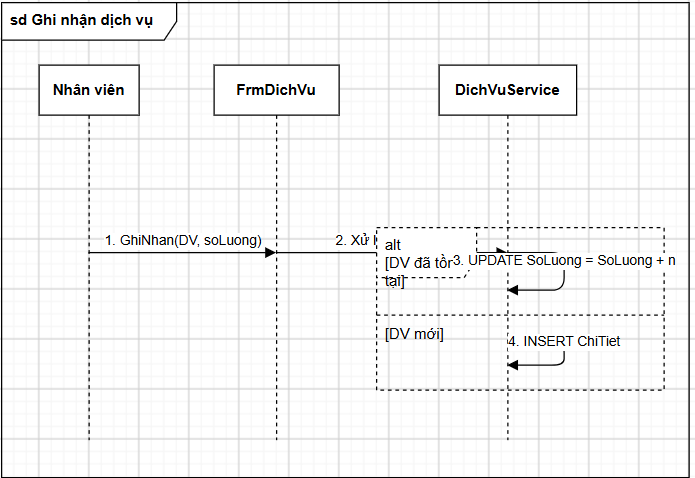 sd Ghi nhận dịch vụ
Nhân viên
FrmDichVu
DichVuService
1. GhiNhan(DV, soLuong)
2. Xử
alt
[DV đã tồn
tại]
3. UPDATE SoLuong = SoLuong + n
[DV mới]
4. INSERT ChiTiet